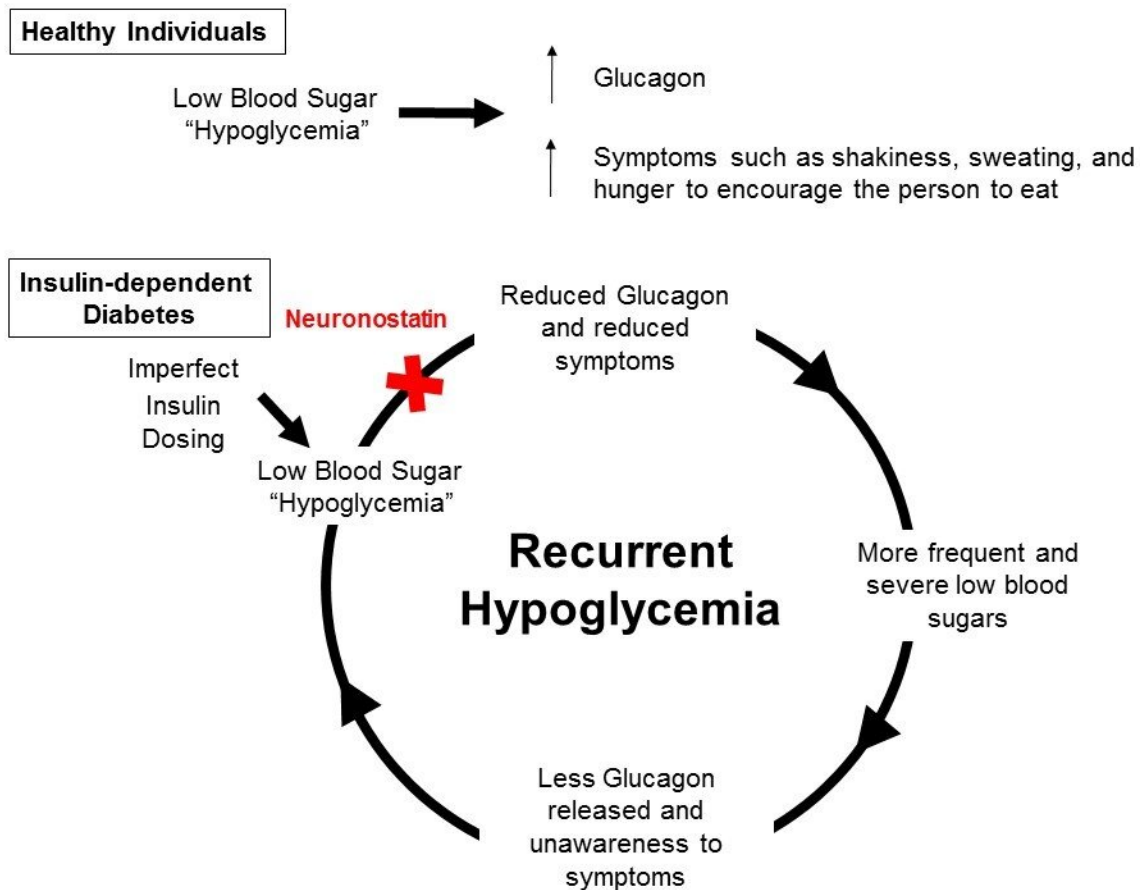 Healthy Individuals
Low Blood Sugar
“Hypoglycemia”
Glucagon
Symptoms such as shakiness, sweating, and
hunger to encourage the person to eat
Insulin-dependent
Diabetes
Neuronostatin
Imperfect
Insulin
Dosing
Low Blood Sugar
“Hypoglycemia”
Reduced Glucagon
and reduced
symptoms
More frequent and
severe low blood
sugars
Less Glucagon
released and
unawareness to
symptoms
Recurrent
Hypoglycemia